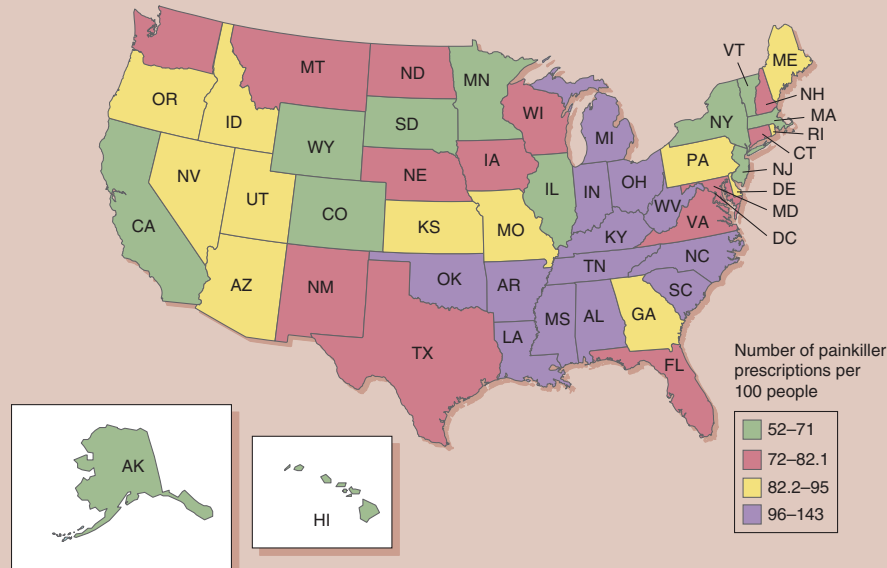 VT
ME
MT
ND
MN
NH
OR
WI
MA
ID
SD
NY
RI
MI
CT
WY
IA
PA
NJ
NE
NV
IL
IN
OH
DE
UT
CO
WV
MD
CA
KS
MO
VA
KY
DC
NC
TN
OK
AZ
NM
AR
SC
MS
AL
GA
LA
TX
FL
Number of painkiller
prescriptions per
100 people
52–71
72–82.1
82.2–95
96–143
AK
HI